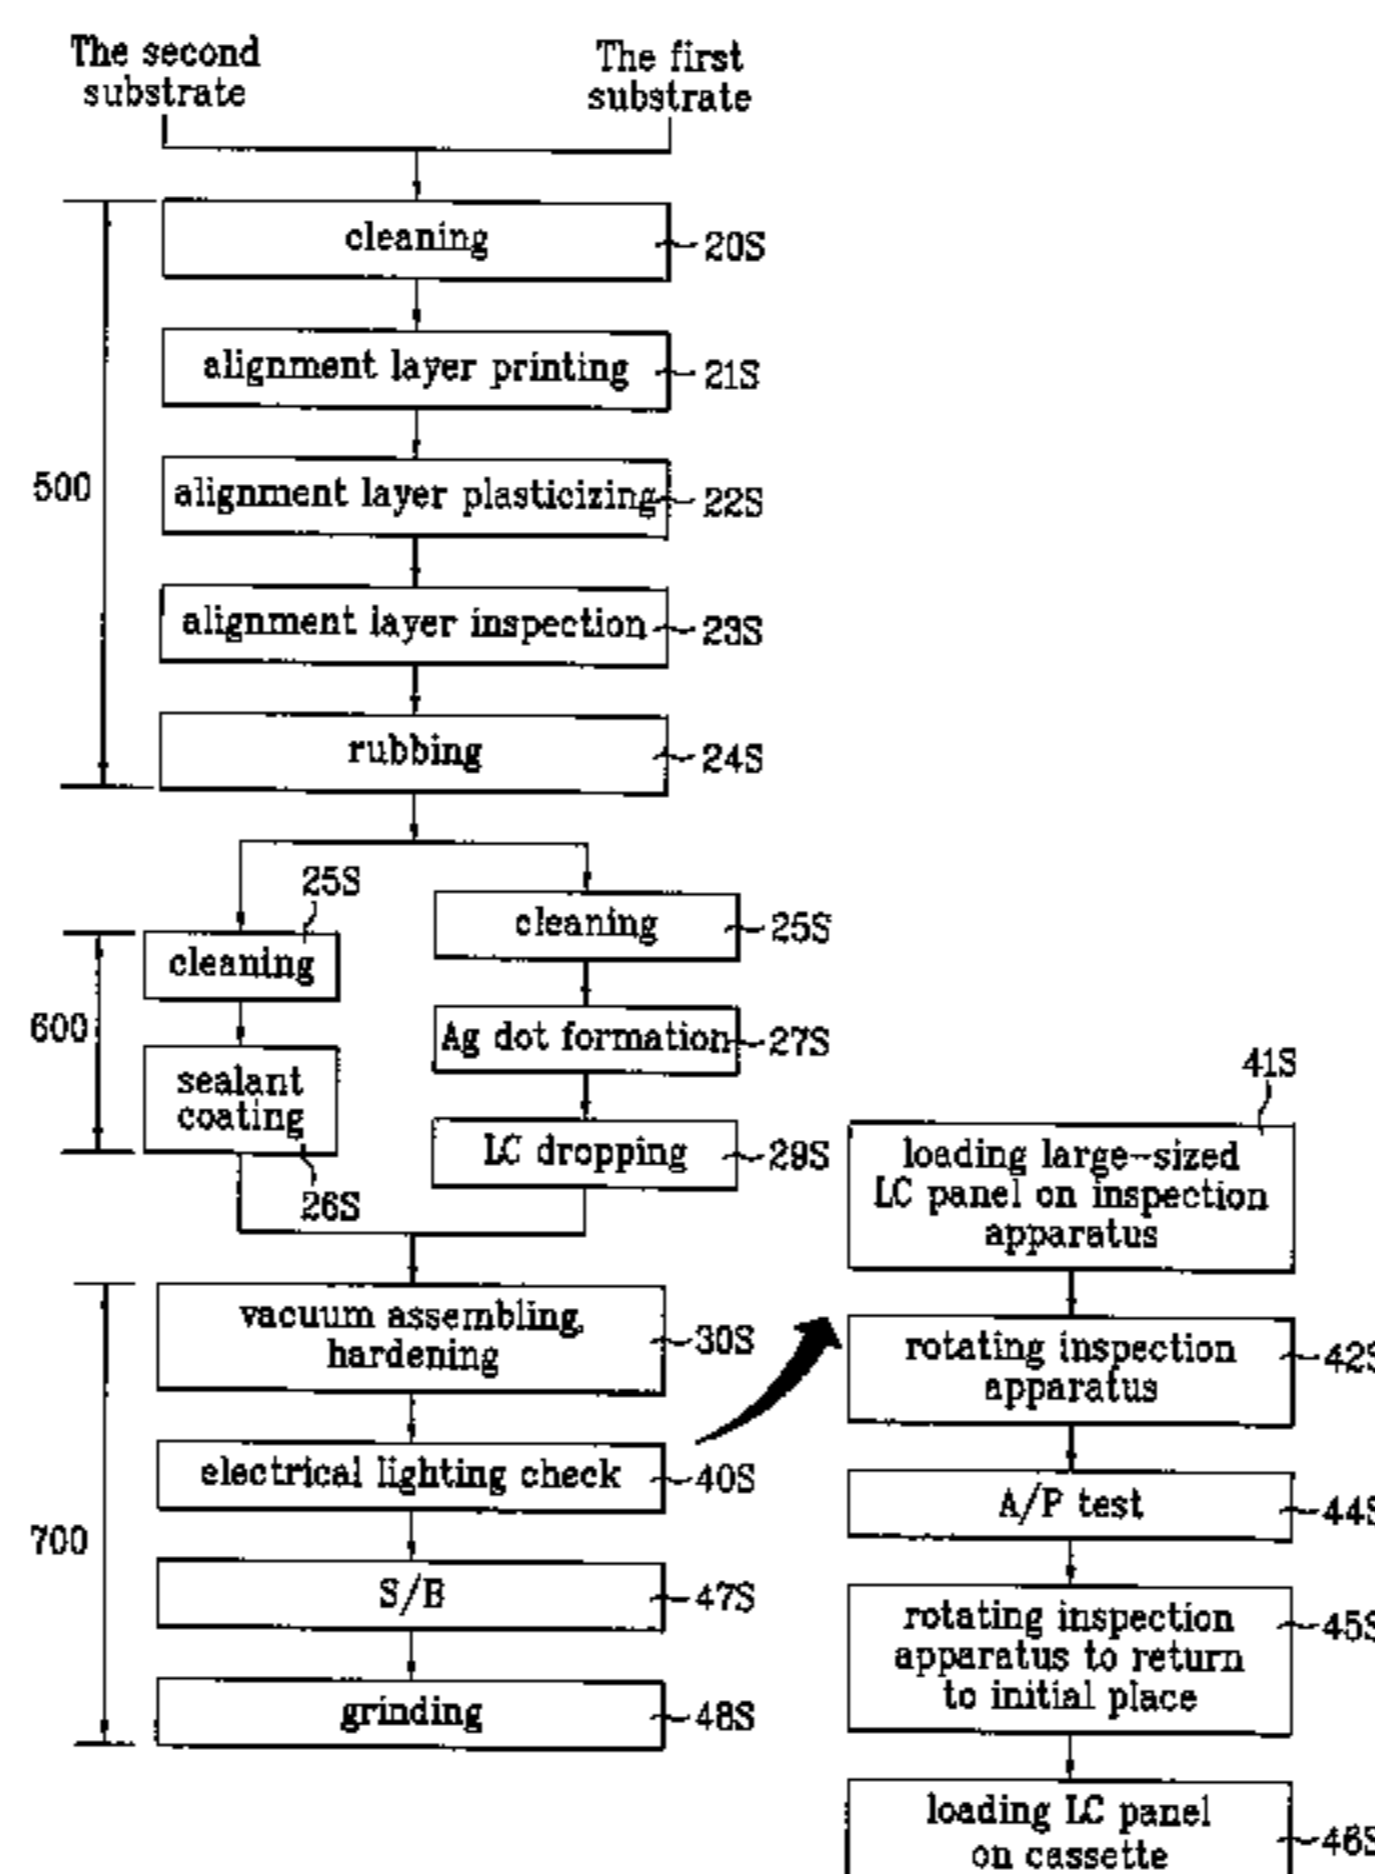 The second
substrate
The first
substrate
cleaning
20S
alignment layer printing
21S
500
alignment layer plasticizing
22S
alignment layer inspection
23S
rubbing
24S
25S
cleaning
25S
cleaning
600
Ag dot formation
27S
sealant
coating
26S
LC dropping
29S
41S
loading large-sized
LC panel on inspection
apparatus
vacuum assembling,
hardening
30S
rotating inspection
apparatus
42S
electrical lighting check
40S
A/P test
44S
700
S/B
47S
rotating inspection
apparatus to return
to initial place
45S
grinding
48S
loading LC panel
on cassette
46S